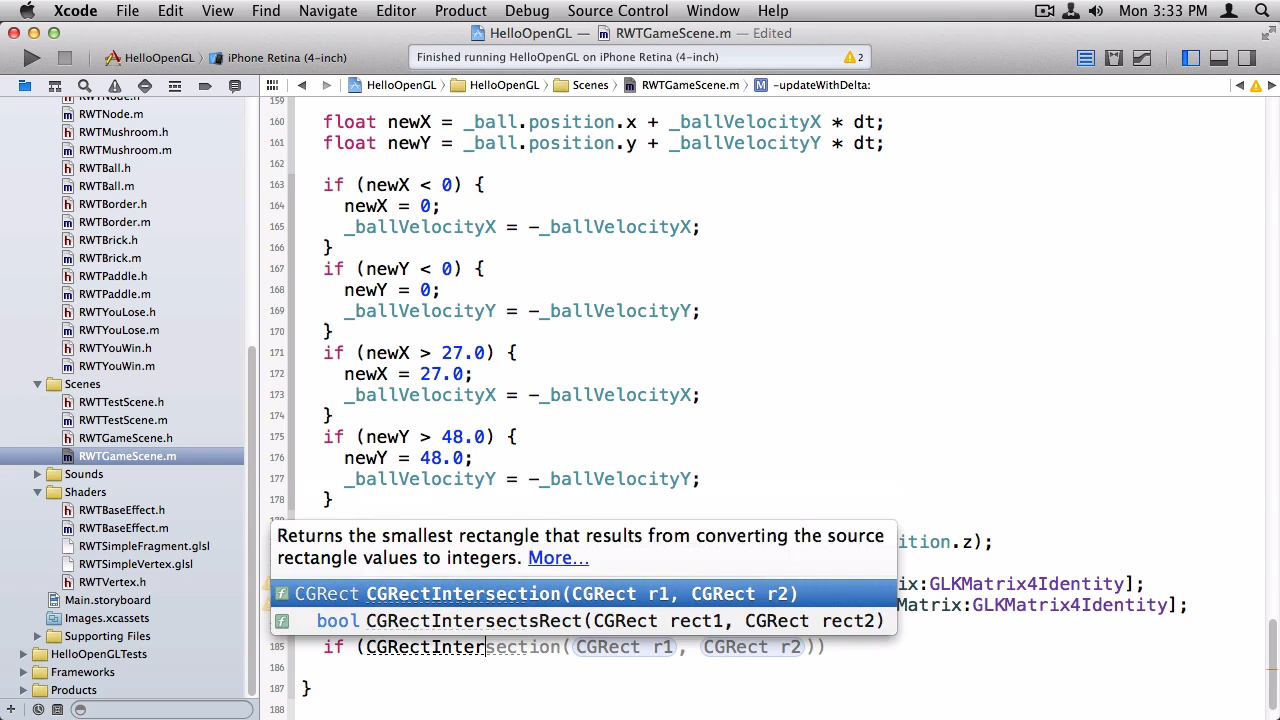 Xcode File Edit View Find Navigate Editor Product Debug Source Control Window Help Mon 3:33 PM
HelloOpenGL — RWTGameScene.m — Edited
HelloOpenGL iPhone Retina (4-inch) Finished running HelloOpenGL on iPhone Retina (4-inch) 2
HelloOpenGL HelloOpenGL Scenes RWTGameScene.m -updateWithDelta:
RWTNode.h
RWTNode.m
RWTMushroom.h
RWTMushroom.m
RWTBall.h
RWTBall.m
RWTBorder.h
RWTBorder.m
RWTBrick.h
RWTBrick.m
RWTPaddle.h
RWTPaddle.m
RWTYouLose.h
RWTYouLose.m
RWTYouWin.h
RWTYouWin.m
Scenes
RWTTestScene.h
RWTTestScene.m
RWTGameScene.h
RWTGameScene.m
Sounds
Shaders
RWTBaseEffect.h
RWTBaseEffect.m
RWTSimpleFragment.glsl
RWTSimpleVertex.glsl
RWTVertex.h
Main.storyboard
Images.xcassets
Supporting Files
HelloOpenGLTests
Frameworks
Products
159
160 float newX = _ball.position.x + _ballVelocityX * dt;
161 float newY = _ball.position.y + _ballVelocityY * dt;
162
163 if (newX < 0) {
164 newX = 0;
165 _ballVelocityX = -_ballVelocityX;
166 }
167 if (newY < 0) {
168 newY = 0;
169 _ballVelocityY = -_ballVelocityY;
170 }
171 if (newX > 27.0) {
172 newX = 27.0;
173 _ballVelocityX = -_ballVelocityX;
174 }
175 if (newY > 48.0) {
176 newY = 48.0;
177 _ballVelocityY = -_ballVelocityY;
178 }
Returns the smallest rectangle that results from converting the source
rectangle values to integers. More...
ition.z);
ix:GLKMatrix4Identity];
Matrix:GLKMatrix4Identity];
f CGRect CGRectIntersection(CGRect r1, CGRect r2)
f bool CGRectIntersectsRect(CGRect rect1, CGRect rect2)
185 if (CGRectIntersection(CGRect r1, CGRect r2))
186
187 }
188